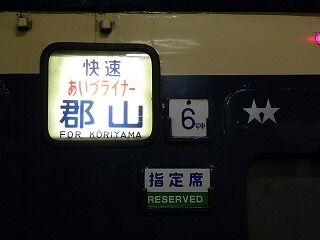 快速
あいづライナー
郡山
FOR KŌRIYAMA
6号車
指定席
RESERVED